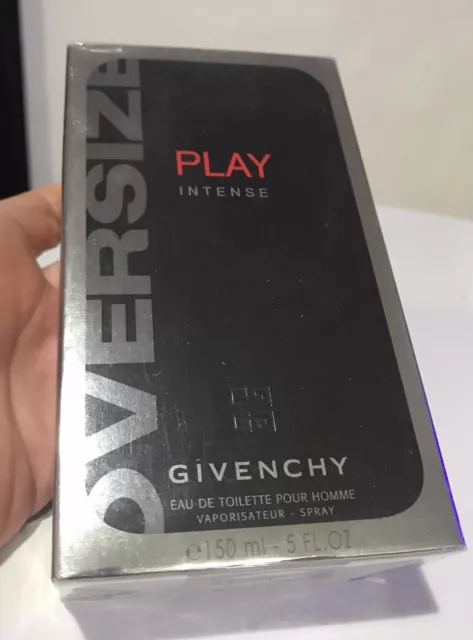 OVERSIZE
PLAY
INTENSE
GIVENCHY
EAU DE TOILETTE POUR HOMME
VAPORISATEUR - SPRAY
℮150 ml - 5 FL.OZ